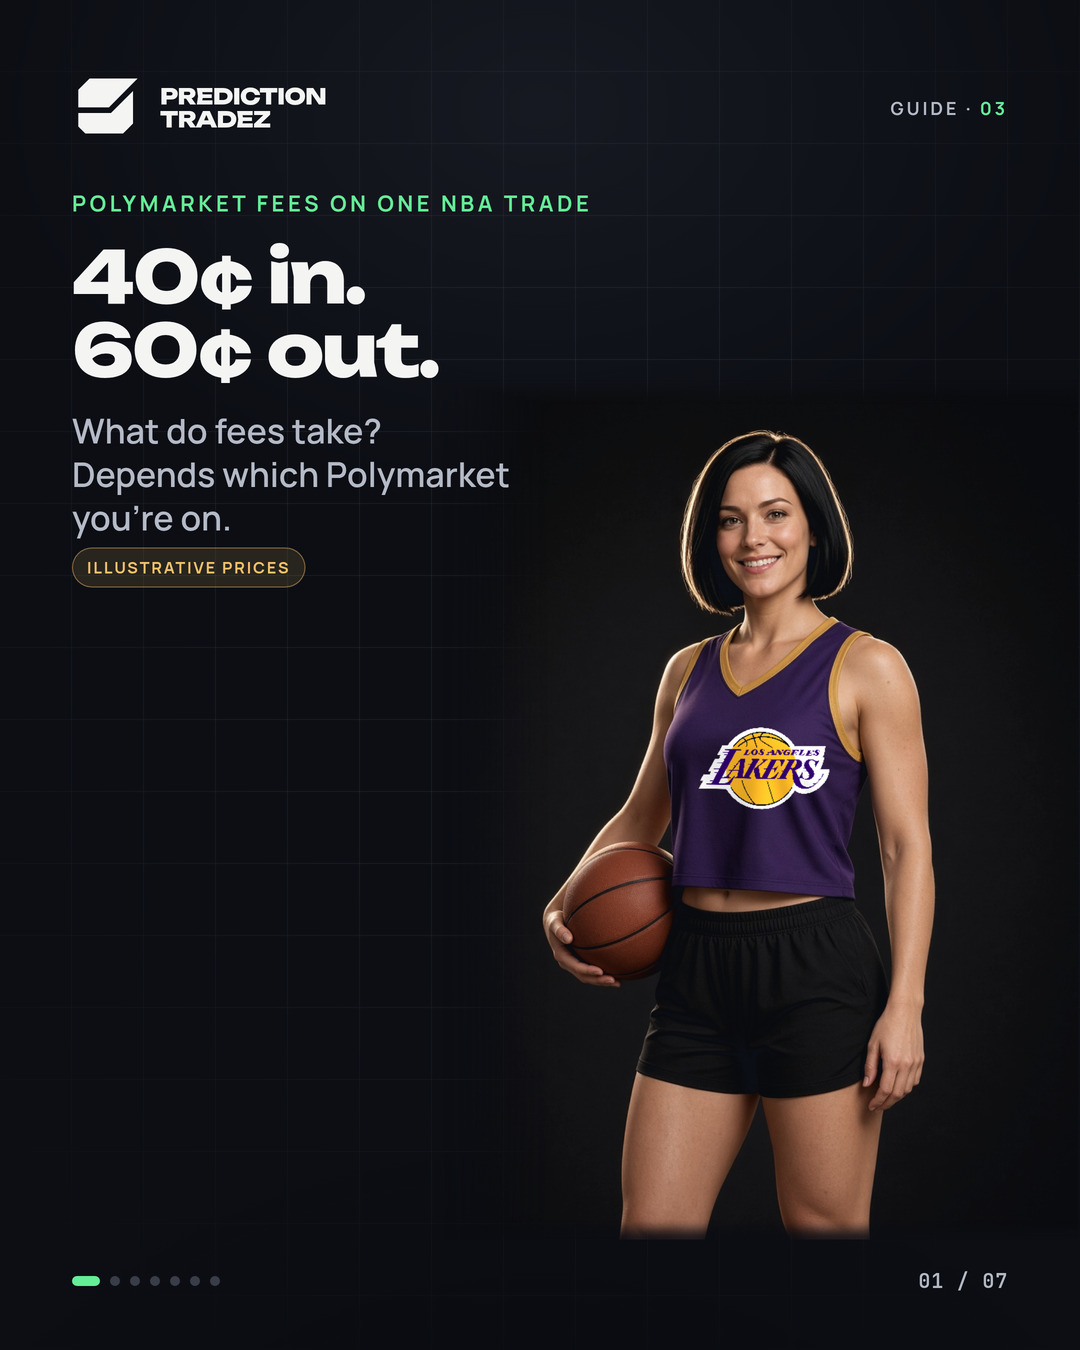 PREDICTION
TRADEZ
GUIDE · 03
POLYMARKET FEES ON ONE NBA TRADE
40¢ in.
60¢ out.
What do fees take?
Depends which Polymarket
you're on.
ILLUSTRATIVE PRICES
LOS ANGELES
LAKERS
01 / 07